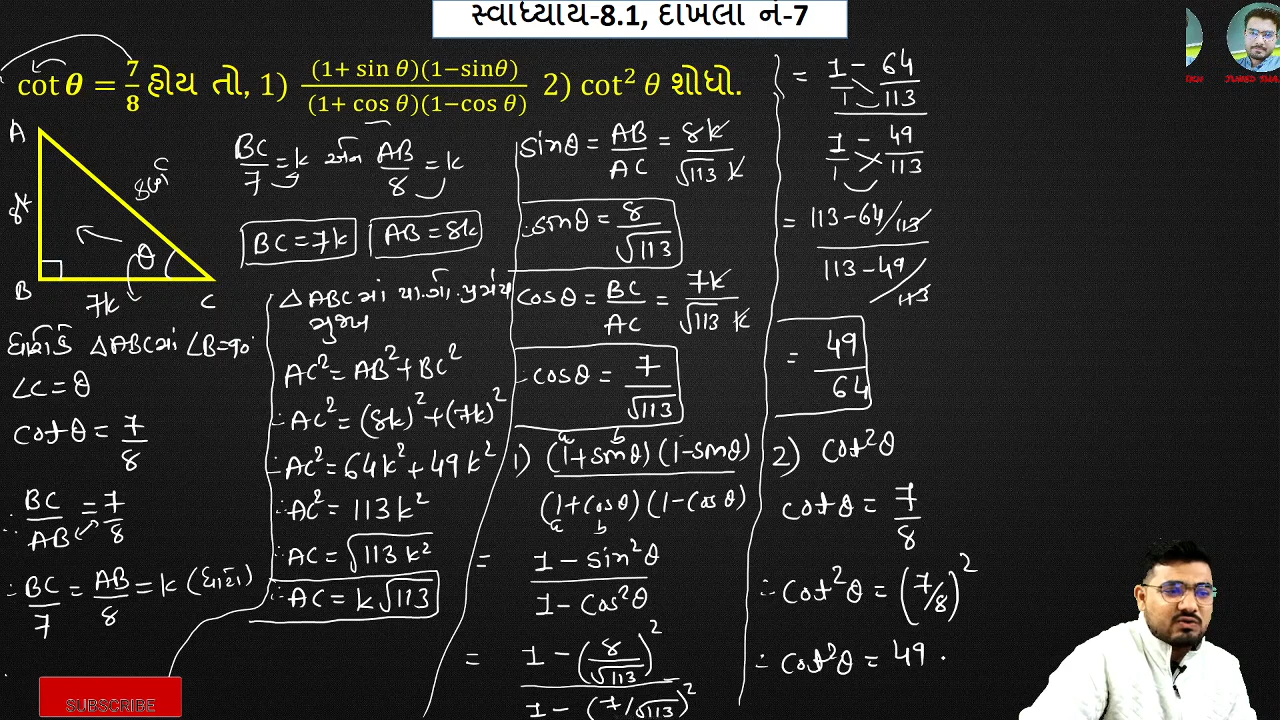 સ્વાધ્યાય-8.1, દાખલા નં-7
cot θ = 7/8 હોય તો, 1) (1+ sin θ)(1−sinθ) / (1+ cos θ)(1−cos θ) 2) cot² θ શોધો.
A
8k
B
7k
C
θ
ધારોકે △ABCમાં ∠B=90°
∠C = θ
cot θ = 7/8
∴ BC/AB = 7/8
∴ BC/7 = AB/8 = k (ધારો)
BC/7 = k અને AB/8 = k
BC = 7k
AB = 8k
△ABCમાં પા.ગો.પ્રમેય
મુજબ
AC² = AB² + BC²
∴ AC² = (8k)² + (7k)²
∴ AC² = 64k² + 49k²
∴ AC² = 113k²
∴ AC = √113k²
∴ AC = k√113
sinθ = AB/AC = 8k/√113 k
∴ sinθ = 8/√113
cosθ = BC/AC = 7k/√113 k
∴ cosθ = 7/√113
1) (1+sinθ)(1-sinθ) / (1+cosθ)(1-cosθ)
a b
a b
= 1 - sin²θ / 1 - cos²θ
= 1 - (8/√113)² / 1 - (7/√113)²
= 1/1 - 64/113 / 1/1 - 49/113
= 113-64/113 / 113-49/113
= 49/64
2) cot²θ
cotθ = 7/8
∴ cot²θ = (7/8)²
∴ cot²θ = 49
SUBSCRIBE